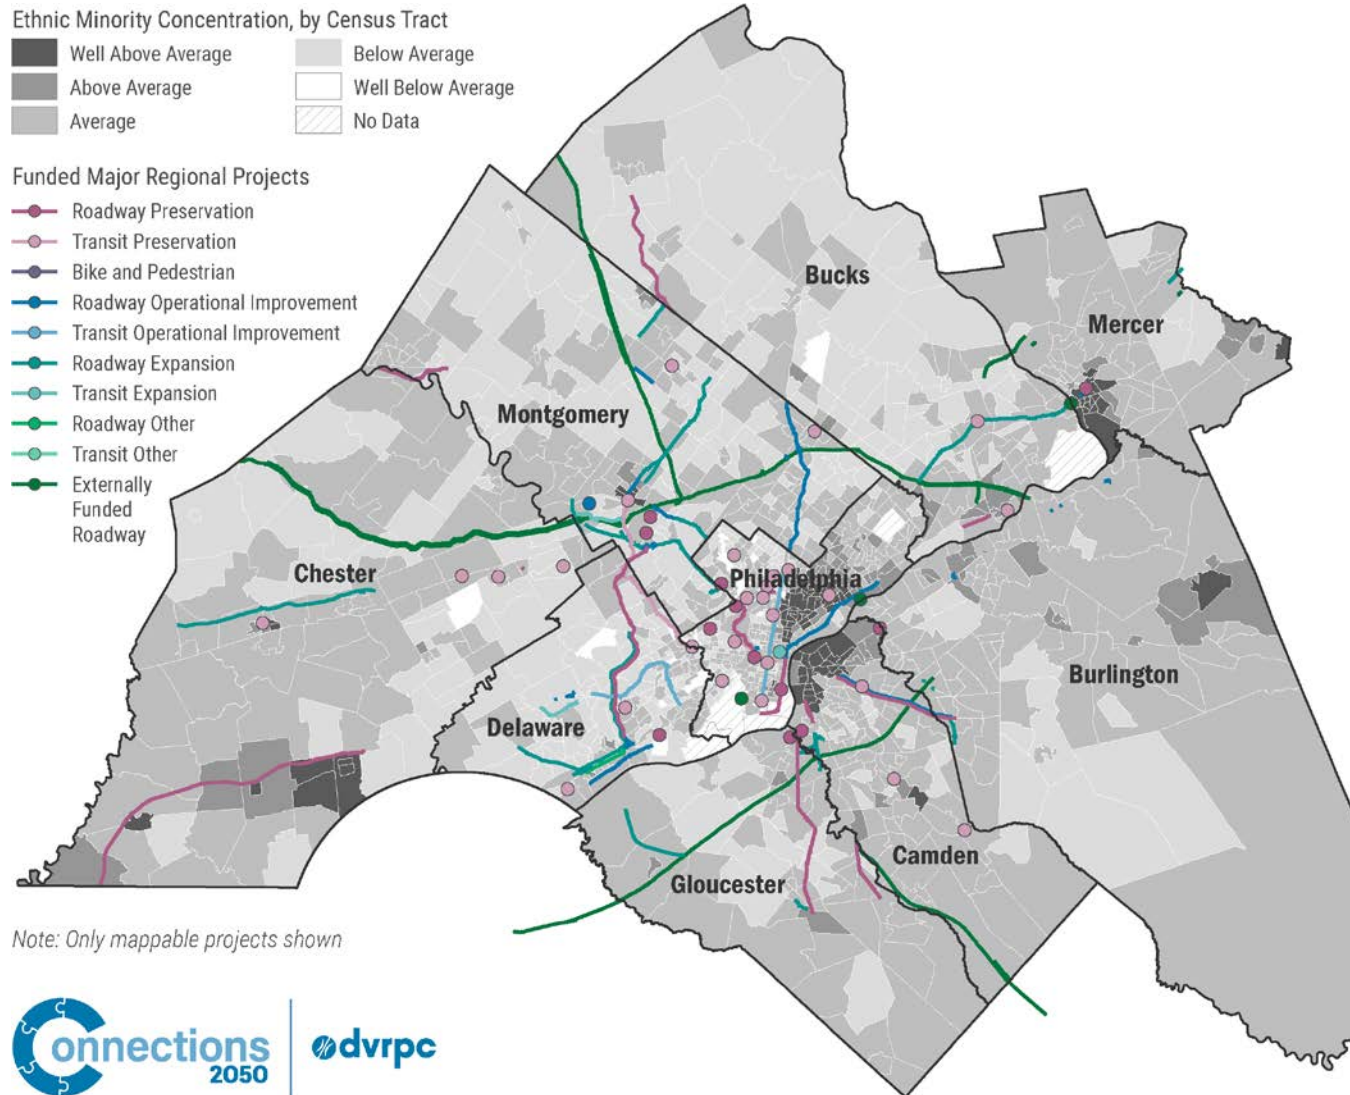 Ethnic Minority Concentration, by Census Tract
Well Above Average
Above Average
Average
Below Average
Well Below Average
No Data
Funded Major Regional Projects
Roadway Preservation
Transit Preservation
Bike and Pedestrian
Roadway Operational Improvement
Transit Operational Improvement
Roadway Expansion
Transit Expansion
Roadway Other
Transit Other
Externally
Funded
Roadway
Bucks
Mercer
Montgomery
Chester
Philadelphia
Burlington
Delaware
Camden
Gloucester
Note: Only mappable projects shown
Connections
2050
dvrpc